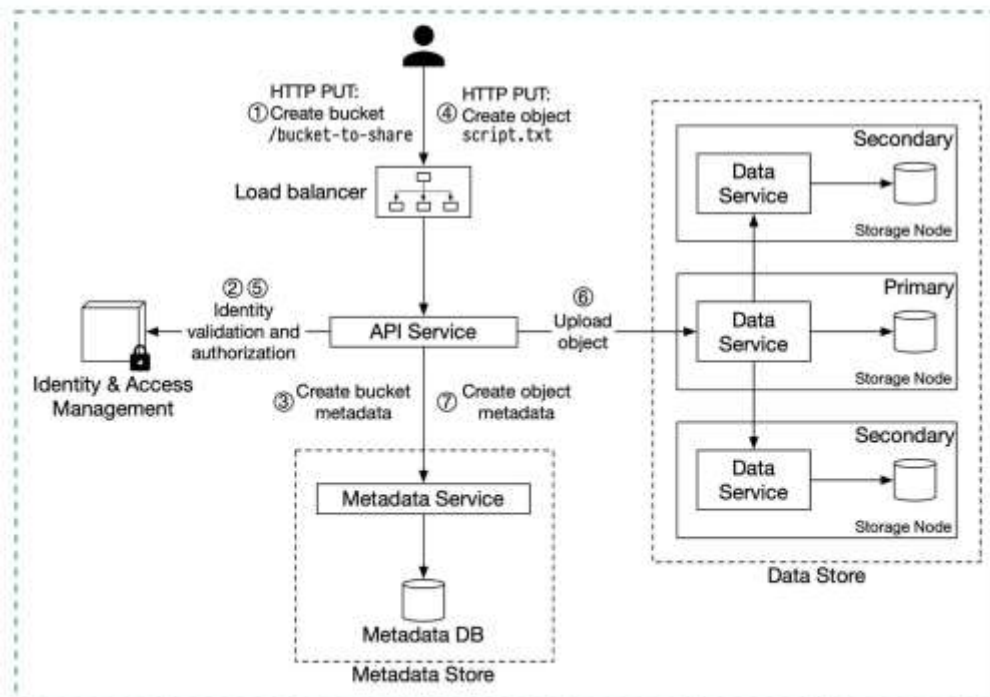 HTTP PUT:
① Create bucket
/bucket-to-share
HTTP PUT:
④ Create object
script.txt
Load balancer
② ⑤
Identity
validation and
authorization
Identity & Access
Management
API Service
⑥
Upload
object
③ Create bucket
metadata
⑦ Create object
metadata
Metadata Service
Metadata DB
Metadata Store
Secondary
Data
Service
Storage Node
Primary
Data
Service
Storage Node
Secondary
Data
Service
Storage Node
Data Store